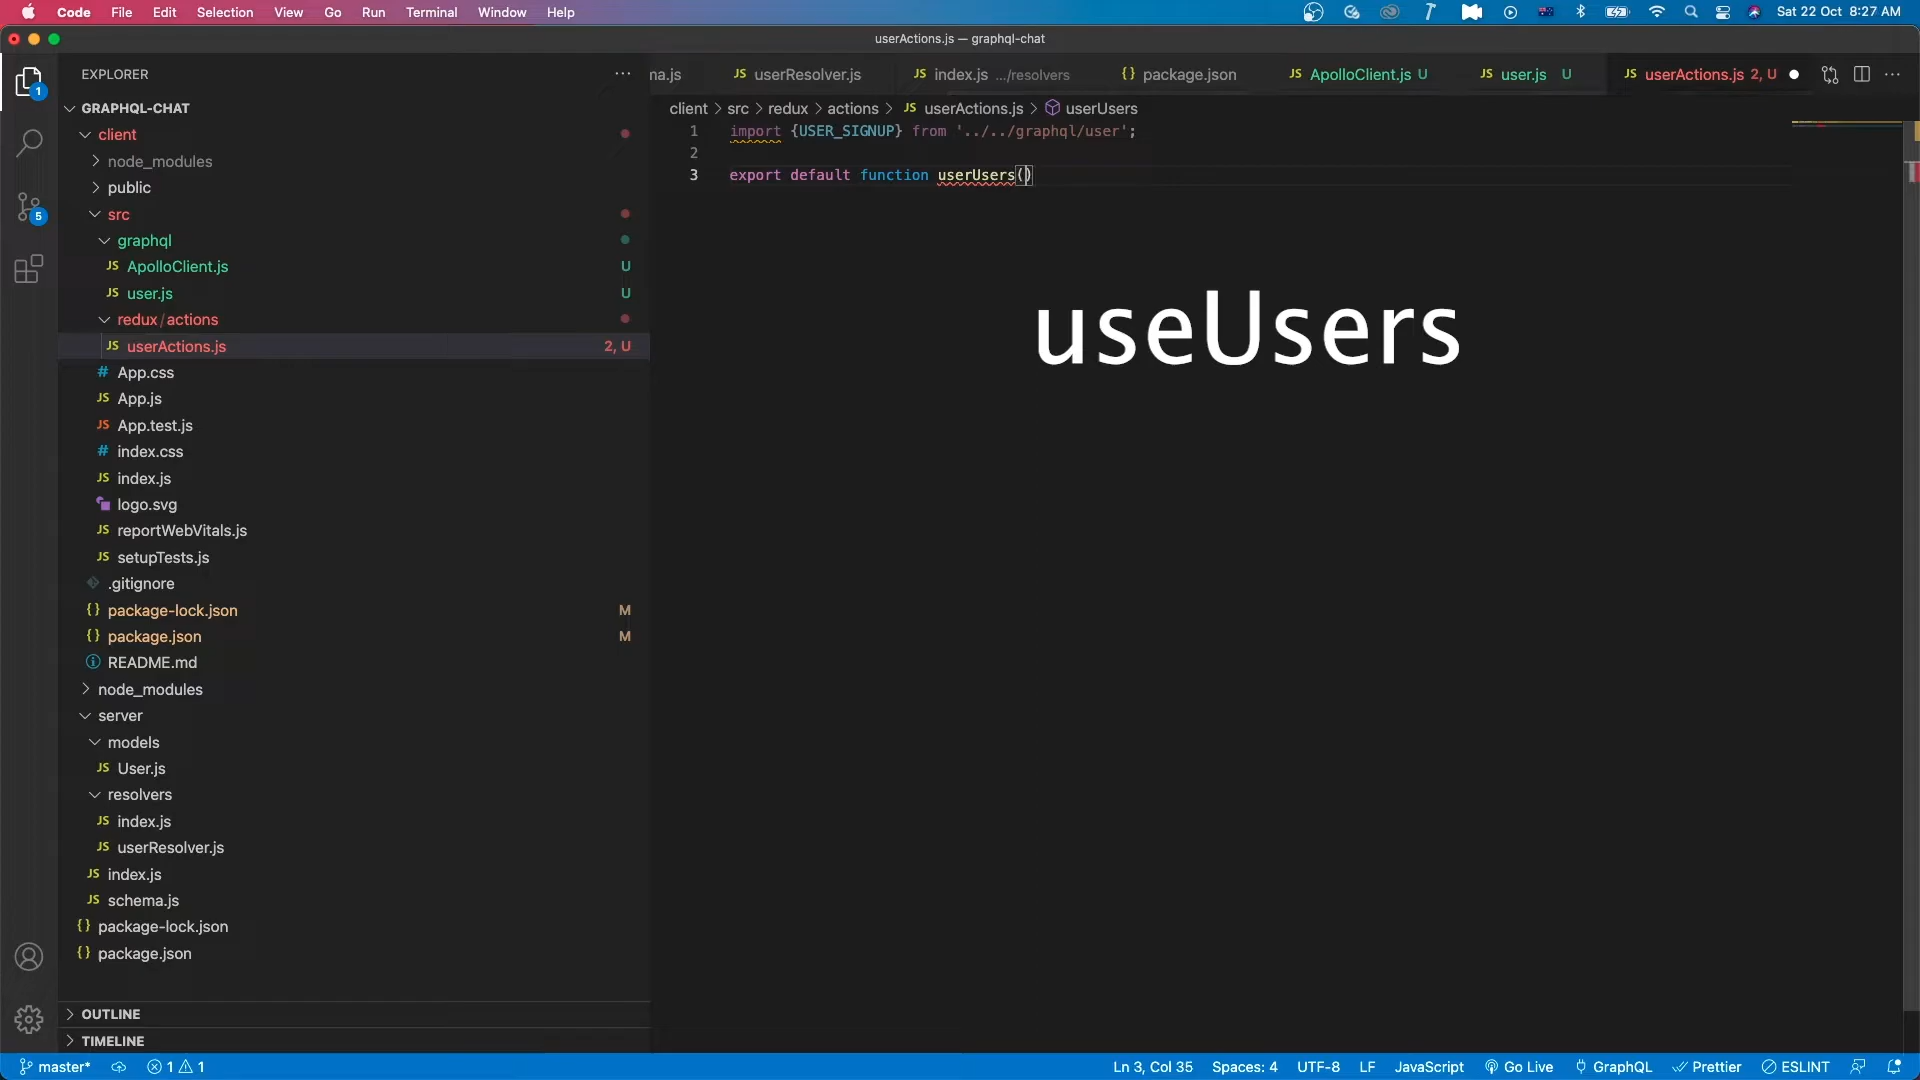 Code File Edit Selection View Go Run Terminal Window Help Sat 22 Oct 8:27 AM
userActions.js — graphql-chat
EXPLORER
ma.js userResolver.js index.js .../resolvers package.json ApolloClient.js U user.js U userActions.js 2, U
client > src > redux > actions > userActions.js > userUsers
1 import {USER_SIGNUP} from '../../graphql/user';
2
3 export default function userUsers()
useUsers
GRAPHQL-CHAT
client
node_modules
public
src
graphql
ApolloClient.js U
user.js U
redux/actions
userActions.js 2, U
App.css
App.js
App.test.js
index.css
index.js
logo.svg
reportWebVitals.js
setupTests.js
.gitignore
package-lock.json M
package.json M
README.md
node_modules
server
models
User.js
resolvers
index.js
userResolver.js
index.js
schema.js
package-lock.json
package.json
OUTLINE
TIMELINE
1
5
master* 1 1 Ln 3, Col 35 Spaces: 4 UTF-8 LF JavaScript Go Live GraphQL Prettier ESLINT